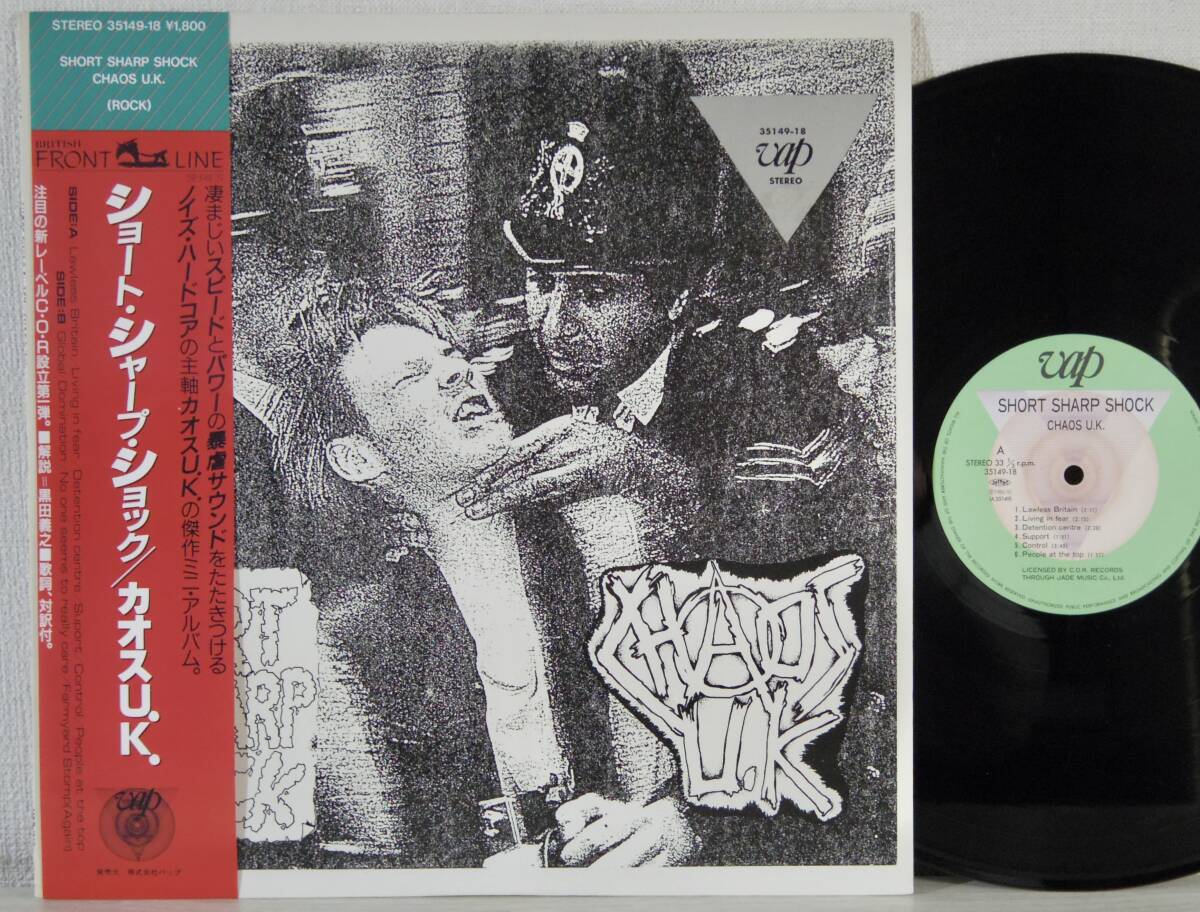 STEREO 35149-18 ¥1,800
SHORT SHARP SHOCK
CHAOS U.K.
(ROCK)
BRITISH
FRONT LINE
SERIES
凄まじいスピードとパワーの暴虐サウンドをたたきつける
ノイズ・ハードコアの主軸カオスU.K.の傑作ミニ・アルバム。
ショート・シャープ・ショック/カオスU.K.
SIDE:A Lawless Britain Living in fear Detention centre Support Control People at the top
SIDE:B Global Domination No one seems to really care Farmyard Stomp(Again)
注目の新レーベルC・O・R設立第一弾。■解説=黒田義之■歌詞、対訳付。
vap
発売元 株式会社バップ
35149-18
vap
STEREO
CHAOS
U.K
vap
SHORT SHARP SHOCK
CHAOS U.K.
A
STEREO 33 1/3 r.p.m.
35149-18
1. Lawless Britain
2. Living in fear
3. Detention centre
4. Support
5. Control
6. People at the top
LICENSED BY C.O.R. RECORDS
THROUGH JADE MUSIC Co., Ltd.